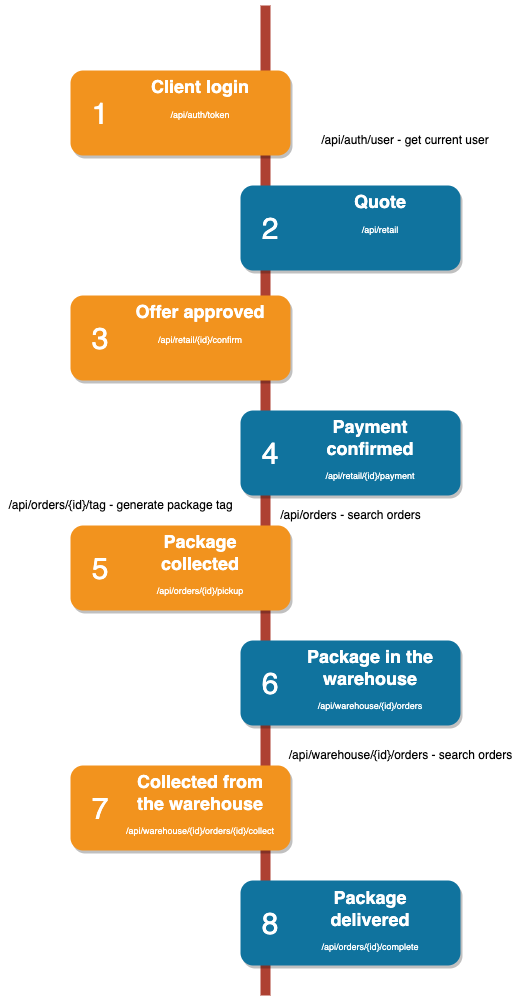 Client login
1
/api/auth/token
/api/auth/user - get current user
Quote
2
/api/retail
Offer approved
3
/api/retail/{id}/confirm
Payment
confirmed
4
/api/retail/{id}/payment
/api/orders/{id}/tag - generate package tag
/api/orders - search orders
Package
collected
5
/api/orders/{id}/pickup
Package in the
warehouse
6
/api/warehouse/{id}/orders
/api/warehouse/{id}/orders - search orders
Collected from
the warehouse
7
/api/warehouse/{id}/orders/{id}/collect
Package
delivered
8
/api/orders/{id}/complete